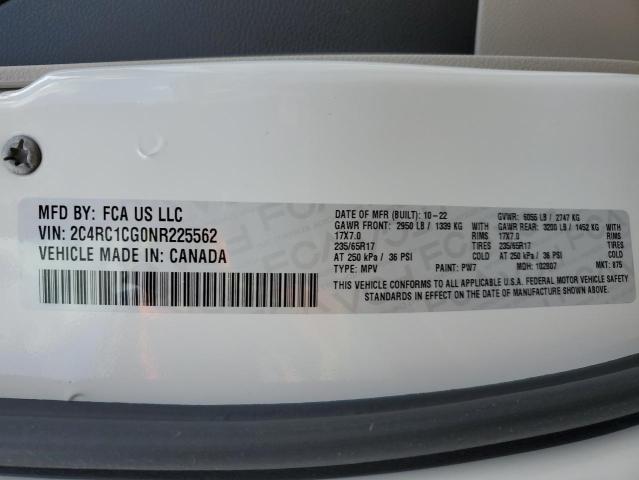 MFD BY: FCA US LLC
VIN: 2C4RC1CG0NR225562
VEHICLE MADE IN: CANADA
DATE OF MFR (BUILT): 10-22 GVWR: 6055 LB / 2747 KG
GAWR FRONT: 2950 LB / 1339 KG WITH GAWR REAR: 3200 LB / 1452 KG WITH
17X7.0 RIMS 17X7.0 RIMS
235/65R17 TIRES 235/65R17 TIRES
AT 250 kPa / 36 PSI COLD AT 250 kPa / 36 PSI COLD
TYPE: MPV PAINT: PW7 MDH: 102807 MKT: 875
THIS VEHICLE CONFORMS TO ALL APPLICABLE U.S.A. FEDERAL MOTOR VEHICLE SAFETY
STANDARDS IN EFFECT ON THE DATE OF MANUFACTURE SHOWN ABOVE.